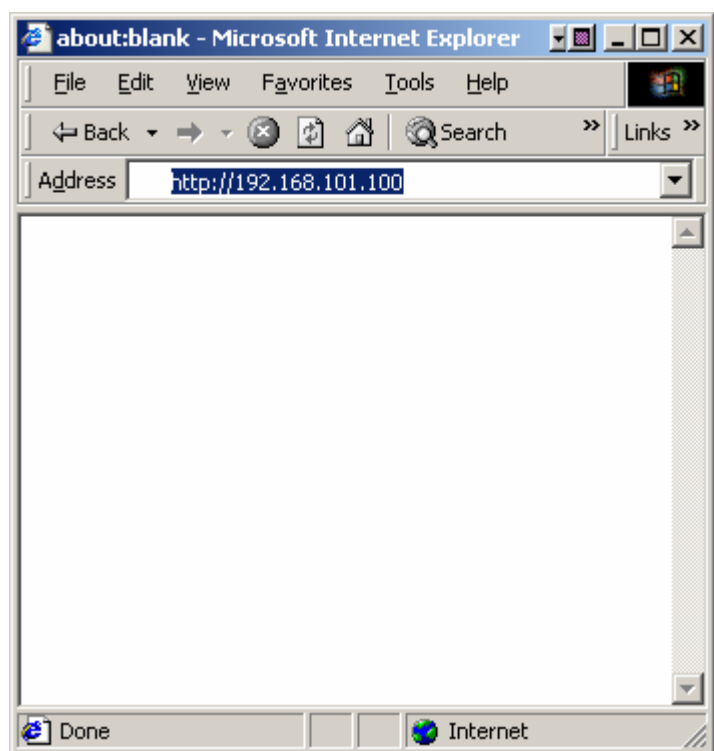 about:blank - Microsoft Internet Explorer
File Edit View Favorites Tools Help
Back Search » Links »
Address http://192.168.101.100
Done Internet